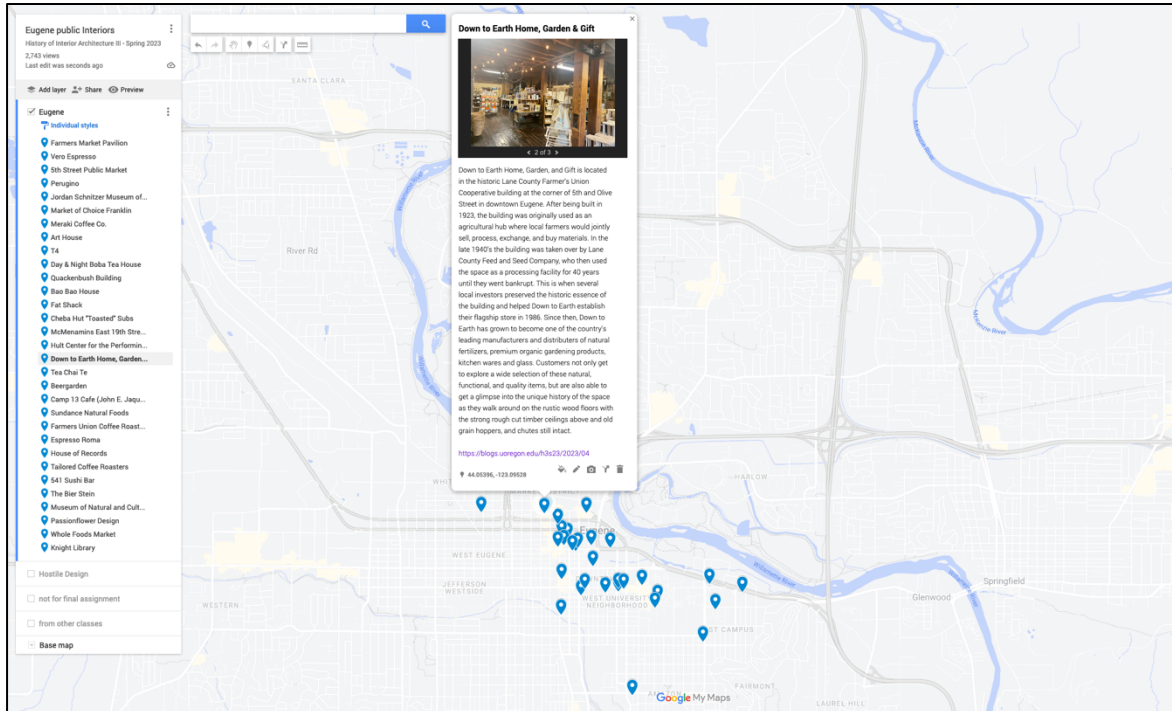 Eugene public Interiors
History of Interior Architecture III - Spring 2023
2,743 views
Last edit was seconds ago
Add layer
Share
Preview
Eugene
Individual styles
Farmers Market Pavilion
Vero Espresso
5th Street Public Market
Perugino
Jordan Schnitzer Museum of...
Market of Choice Franklin
Meraki Coffee Co.
Art House
T4
Day & Night Boba Tea House
Quackenbush Building
Bao Bao House
Fat Shack
Cheba Hut "Toasted" Subs
McMenamins East 19th Stre...
Hult Center for the Performin...
Down to Earth Home, Garden...
Tea Chai Te
Beergarden
Camp 13 Cafe (John E. Jaqu...
Sundance Natural Foods
Farmers Union Coffee Roast...
Espresso Roma
House of Records
Tailored Coffee Roasters
541 Sushi Bar
The Bier Stein
Museum of Natural and Cult...
Passionflower Design
Whole Foods Market
Knight Library
Hostile Design
not for final assignment
from other classes
Base map
Down to Earth Home, Garden & Gift
< 2 of 3 >
Down to Earth Home, Garden, and Gift is located
in the historic Lane County Farmer's Union
Cooperative building at the corner of 5th and Olive
Street in downtown Eugene. After being built in
1923, the building was originally used as an
agricultural hub where local farmers would jointly
sell, process, exchange, and buy materials. In the
late 1940's the building was taken over by Lane
County Feed and Seed Company, who then used
the space as a processing facility for 40 years
until they went bankrupt. This is when several
local investors preserved the historic essence of
the building and helped Down to Earth establish
their flagship store in 1986. Since then, Down to
Earth has grown to become one of the country's
leading manufacturers and distributers of natural
fertilizers, premium organic gardening products,
kitchen wares and glass. Customers not only get
to explore a wide selection of these natural,
functional, and quality items, but are also able to
get a glimpse into the unique history of the space
as they walk around on the rustic wood floors with
the strong rough cut timber ceilings above and old
grain hoppers, and chutes still intact.
https://blogs.uoregon.edu/h3s23/2023/04
44.05396, -123.09528
SANTA CLARA
River Rd
McKenzie River
McKenzie River
Willamette River
HARLOW
Eugene
WEST EUGENE
JEFFERSON
WESTSIDE
WESTERN
WEST UNIVERSITY
NEIGHBORHOOD
Willamette River
Springfield
Glenwood
FAIRMONT
LAUREL HILL
Google My Maps